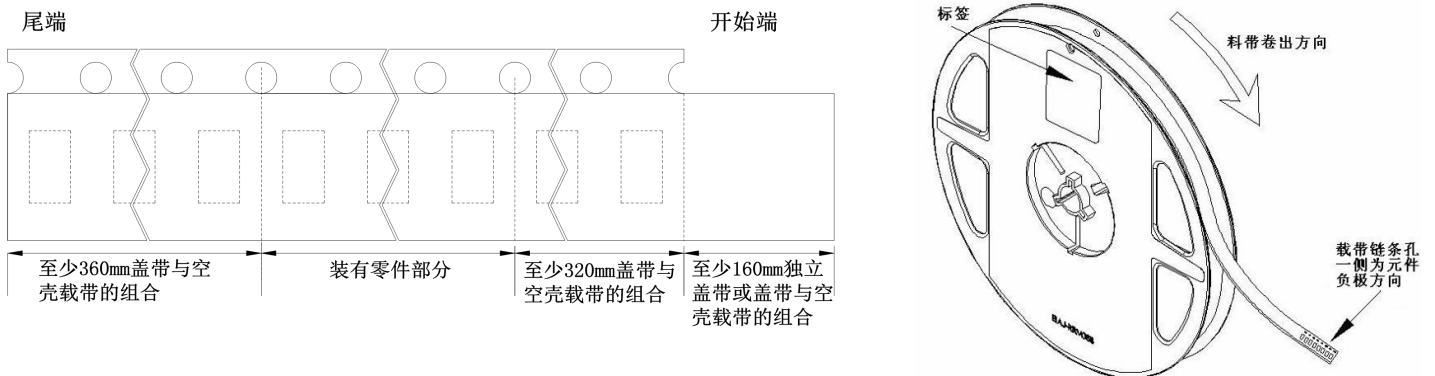 尾端
开始端
至少360mm盖带与空
壳载带的组合
装有零件部分
至少320mm盖带与
空壳载带的组合
至少160mm独立
盖带或盖带与空
壳载带的组合
标签
料带卷出方向
载带链条孔
一侧为元件
负极方向